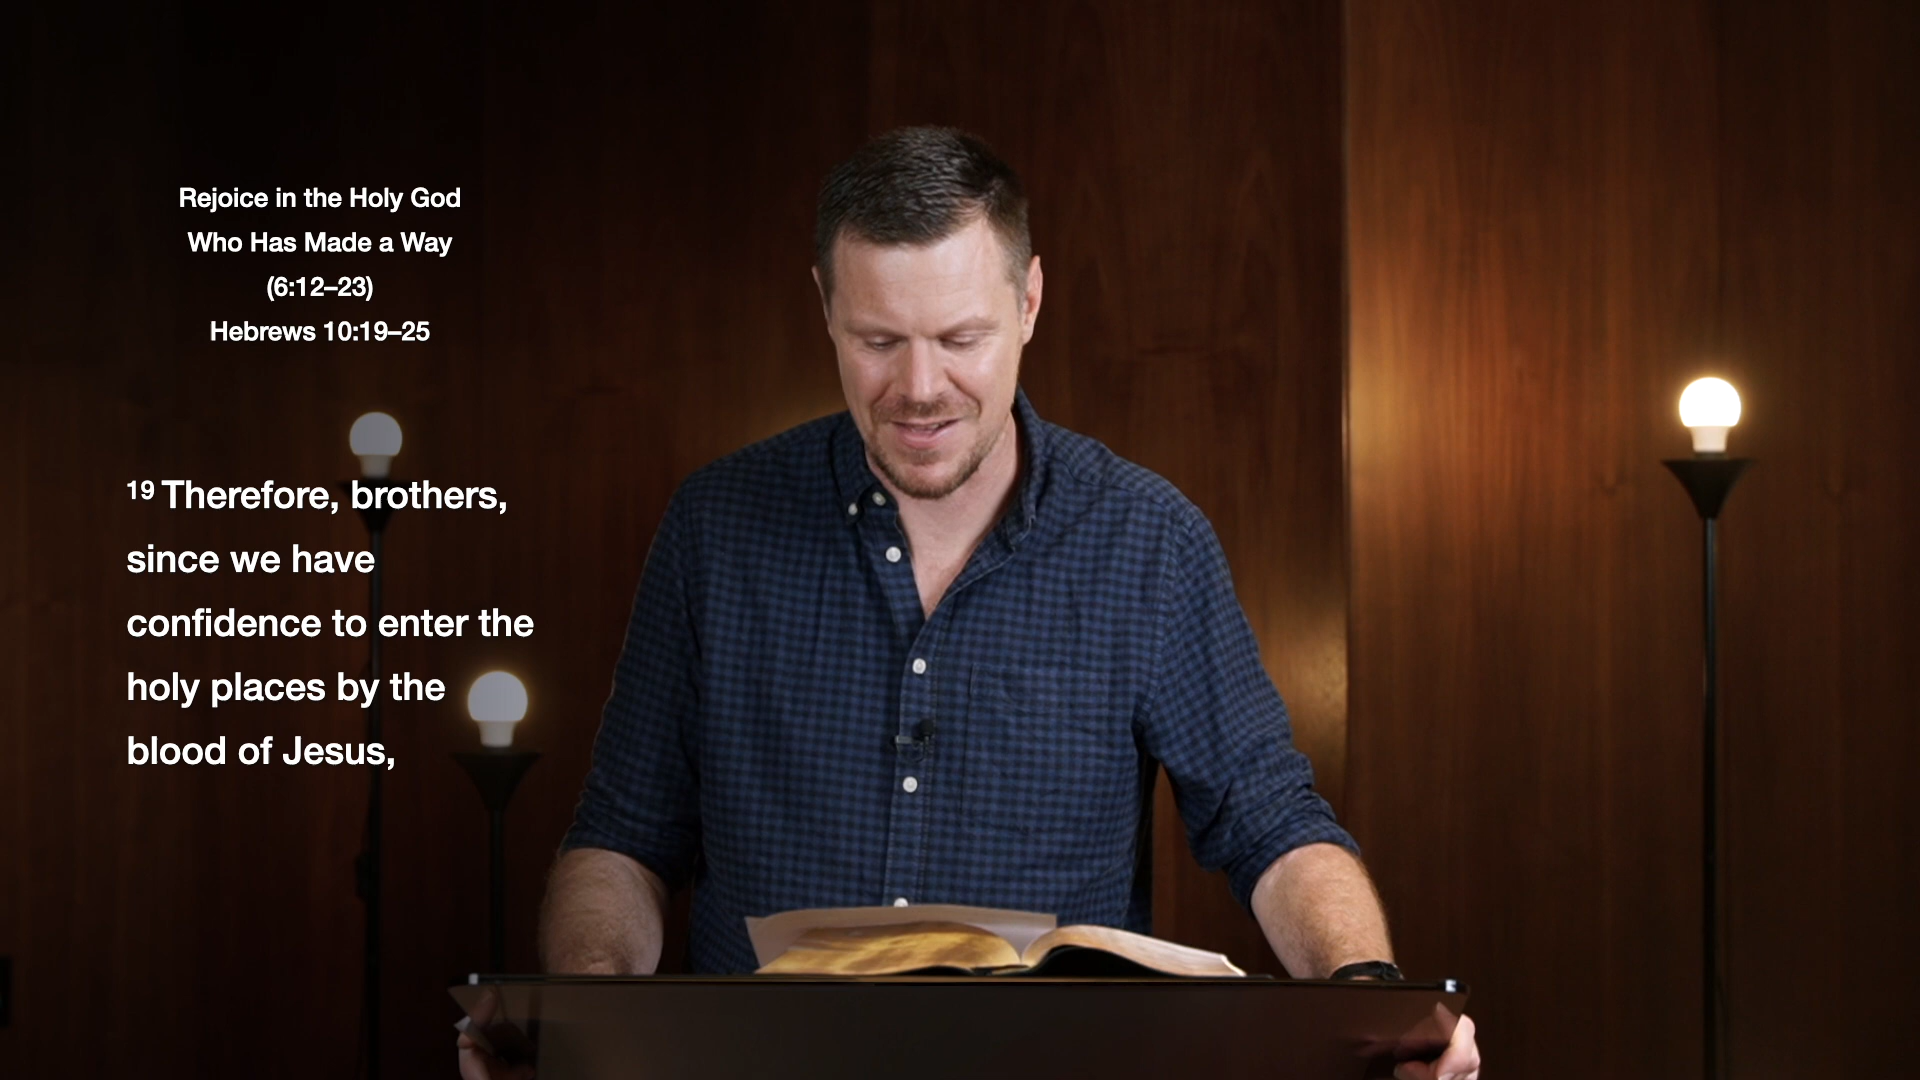 Rejoice in the Holy God
Who Has Made a Way
(6:12–23)
Hebrews 10:19–25
19 Therefore, brothers,
since we have
confidence to enter the
holy places by the
blood of Jesus,